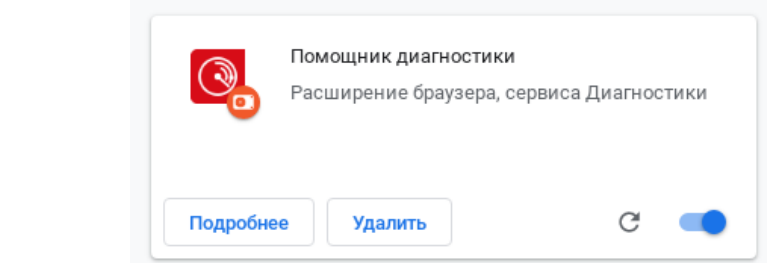 Помощник диагностики
Расширение браузера, сервиса Диагностики
Подробнее
Удалить